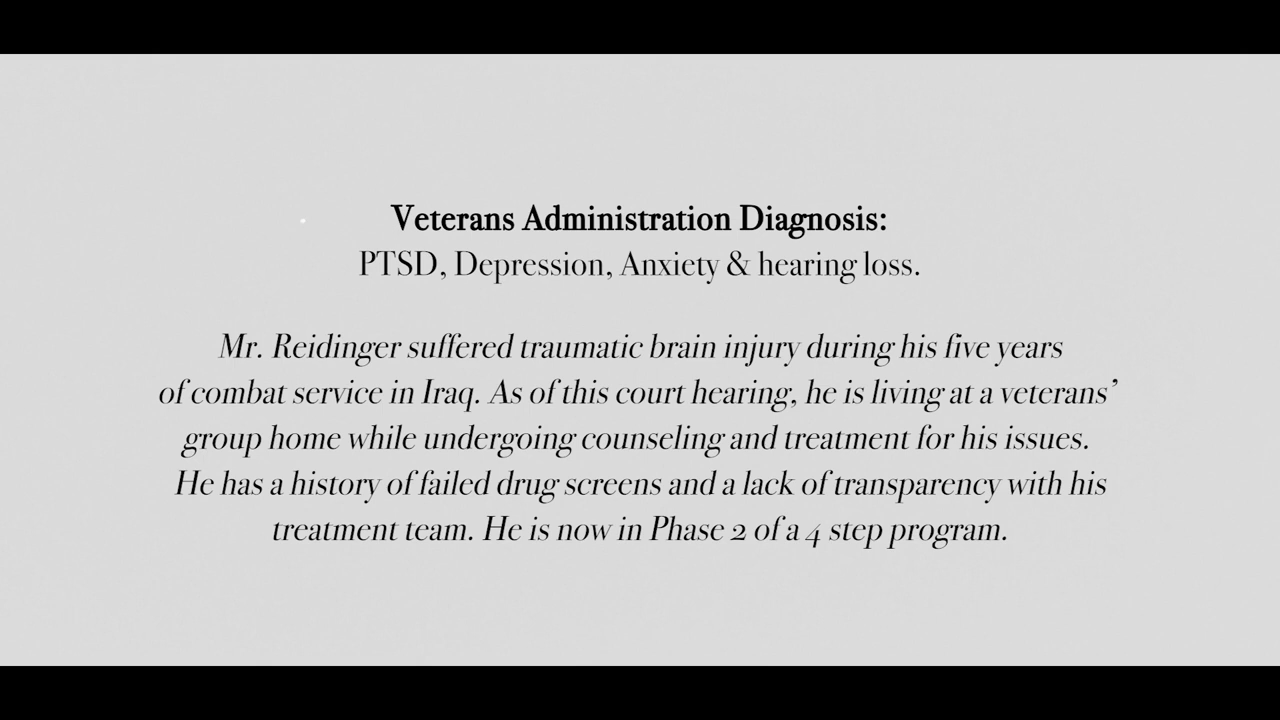 Veterans Administration Diagnosis:
PTSD, Depression, Anxiety & hearing loss.
Mr. Reidinger suffered traumatic brain injury during his five years
of combat service in Iraq. As of this court hearing, he is living at a veterans’
group home while undergoing counseling and treatment for his issues.
He has a history of failed drug screens and a lack of transparency with his
treatment team. He is now in Phase 2 of a 4 step program.